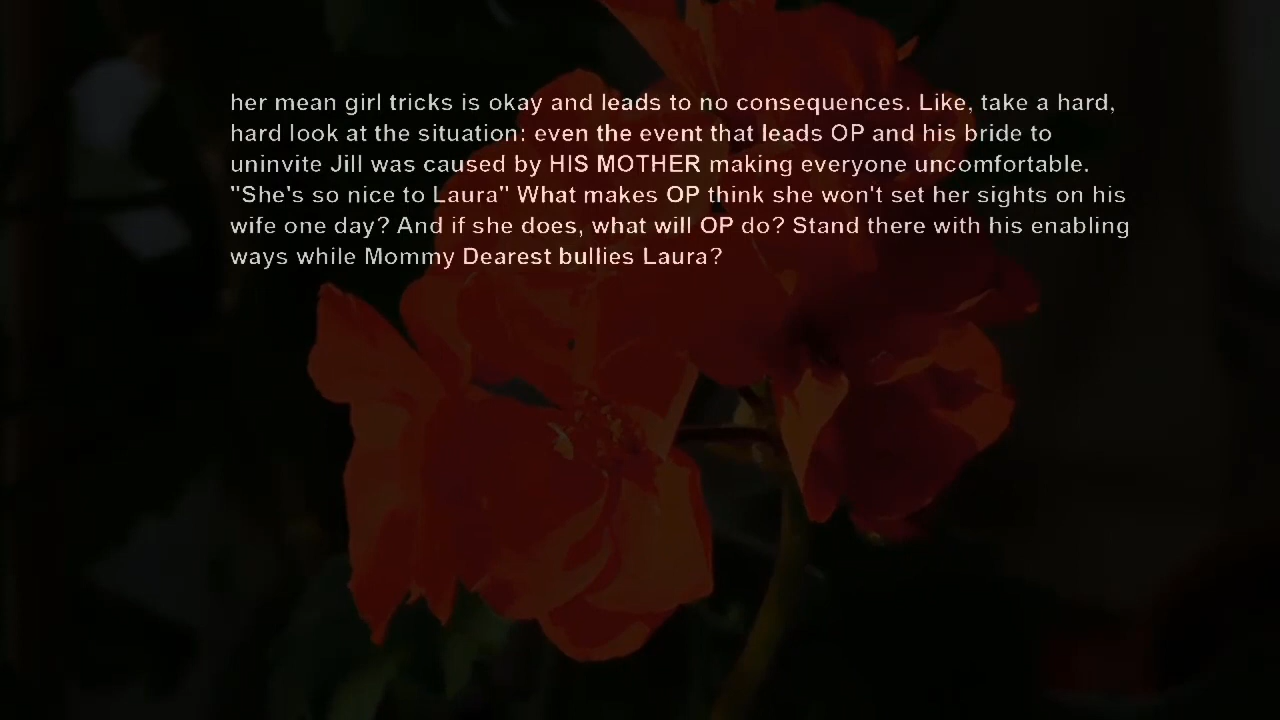 her mean girl tricks is okay and leads to no consequences. Like, take a hard,
hard look at the situation: even the event that leads OP and his bride to
uninvite Jill was caused by HIS MOTHER making everyone uncomfortable.
"She's so nice to Laura" What makes OP think she won't set her sights on his
wife one day? And if she does, what will OP do? Stand there with his enabling
ways while Mommy Dearest bullies Laura?